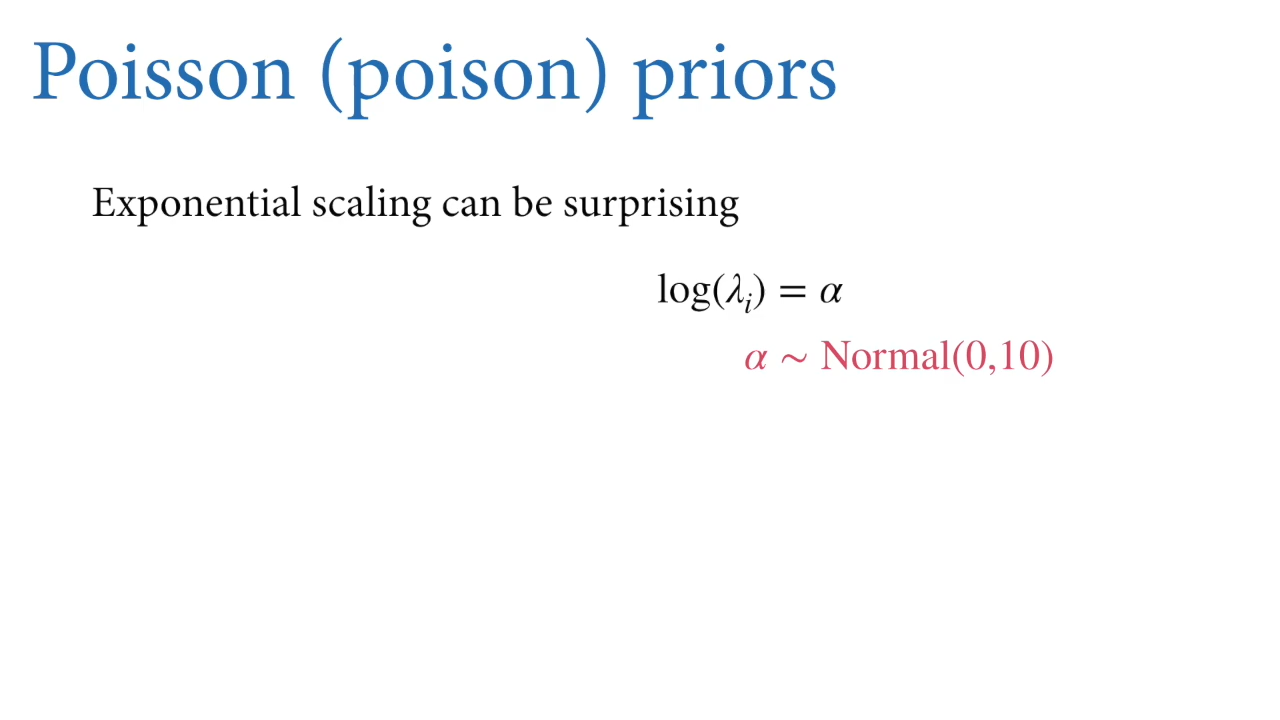 Poisson (poison) priors
Exponential scaling can be surprising
log(λᵢ) = α
α ∼ Normal(0,10)